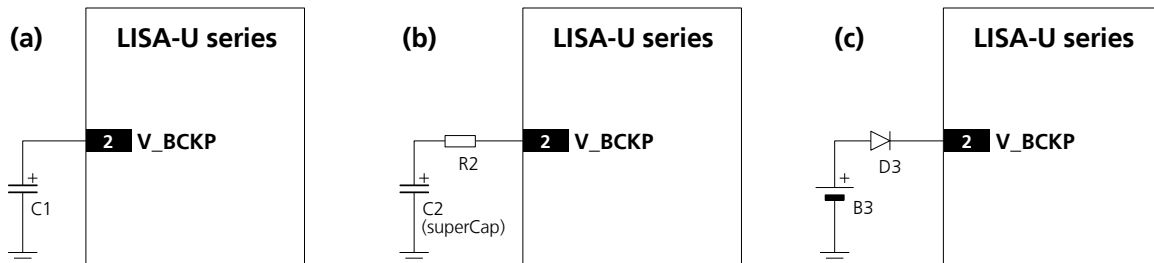 (a)
LISA-U series
2 V_BCKP
+
C1
(b)
LISA-U series
2 V_BCKP
R2
+
C2
(superCap)
(c)
LISA-U series
2 V_BCKP
D3
+
B3